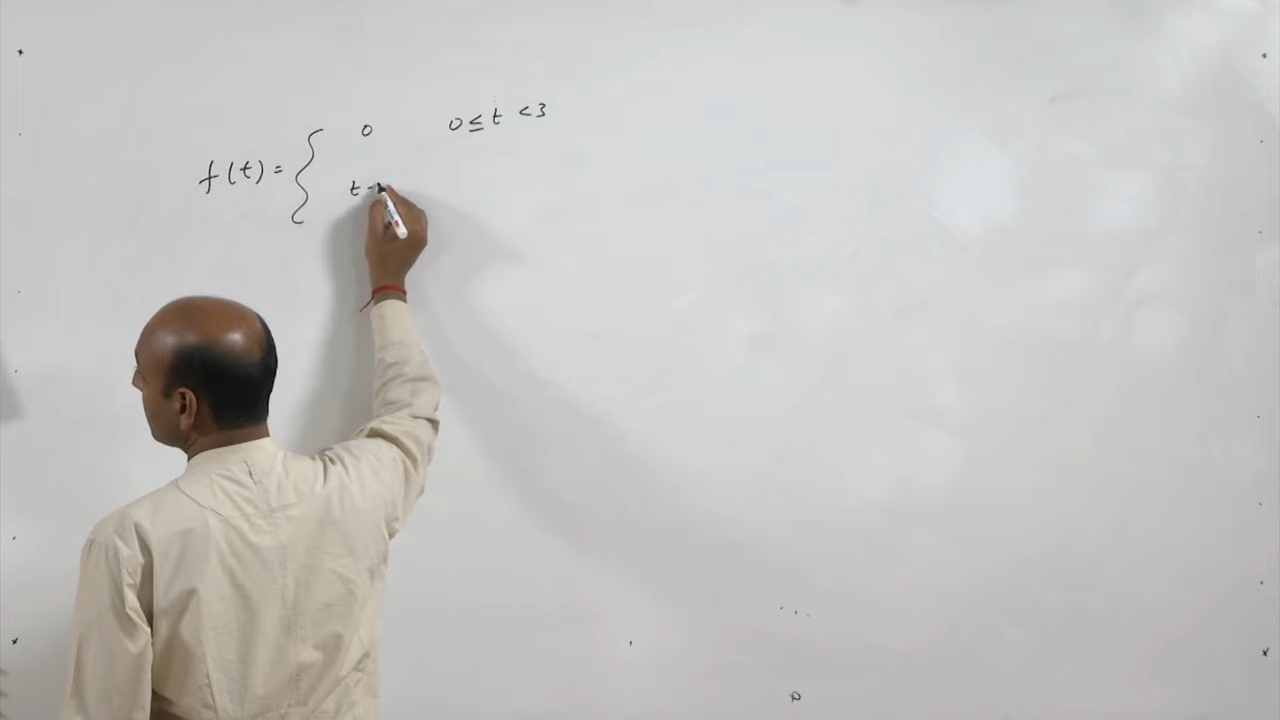 f(t) = { 0 0 ≤ t < 3
t -